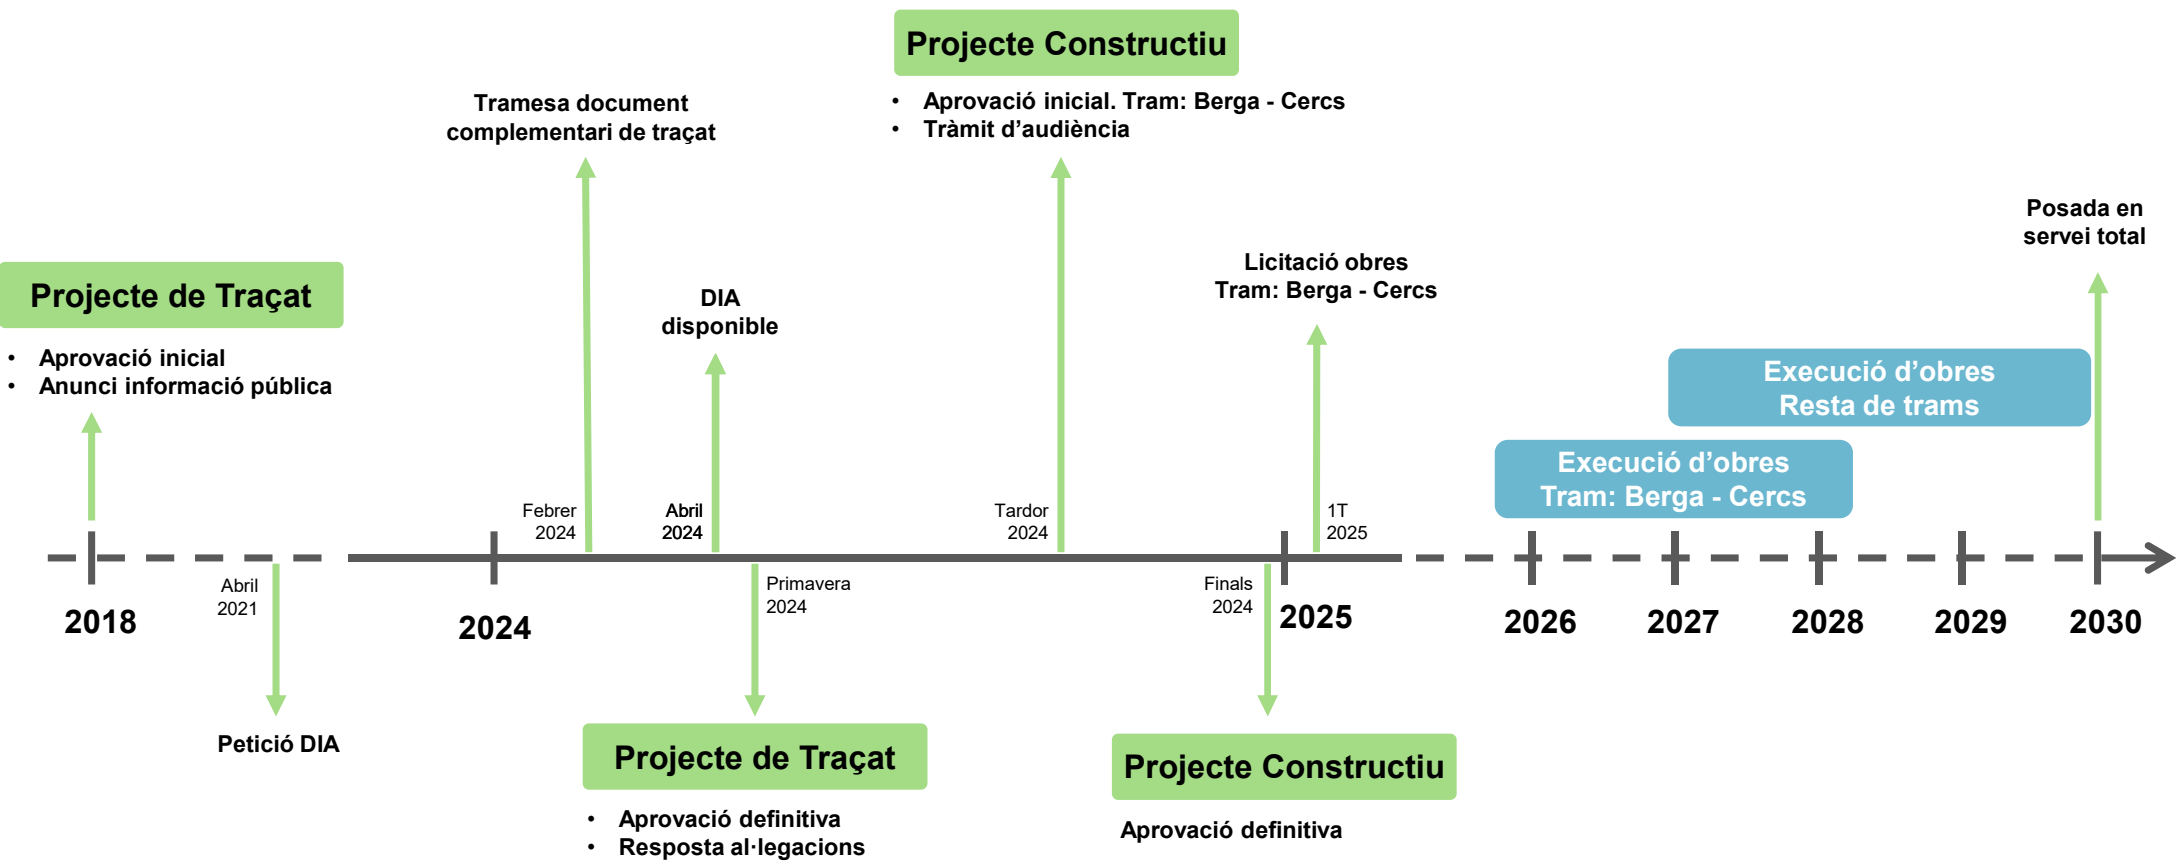 Projecte Constructiu
• Aprovació inicial. Tram: Berga - Cercs
• Tràmit d’audiència
Tramesa document
complementari de traçat
Posada en
servei total
Licitació obres
Tram: Berga - Cercs
Projecte de Traçat
• Aprovació inicial
• Anunci informació pública
DIA
disponible
Execució d’obres
Resta de trams
Execució d’obres
Tram: Berga - Cercs
Febrer
2024
Abril
2024
Tardor
2024
1T
2025
Abril
2021
Primavera
2024
Finals
2024
2018
2024
2025
2026
2027
2028
2029
2030
Petició DIA
Projecte de Traçat
• Aprovació definitiva
• Resposta al·legacions
Projecte Constructiu
Aprovació definitiva